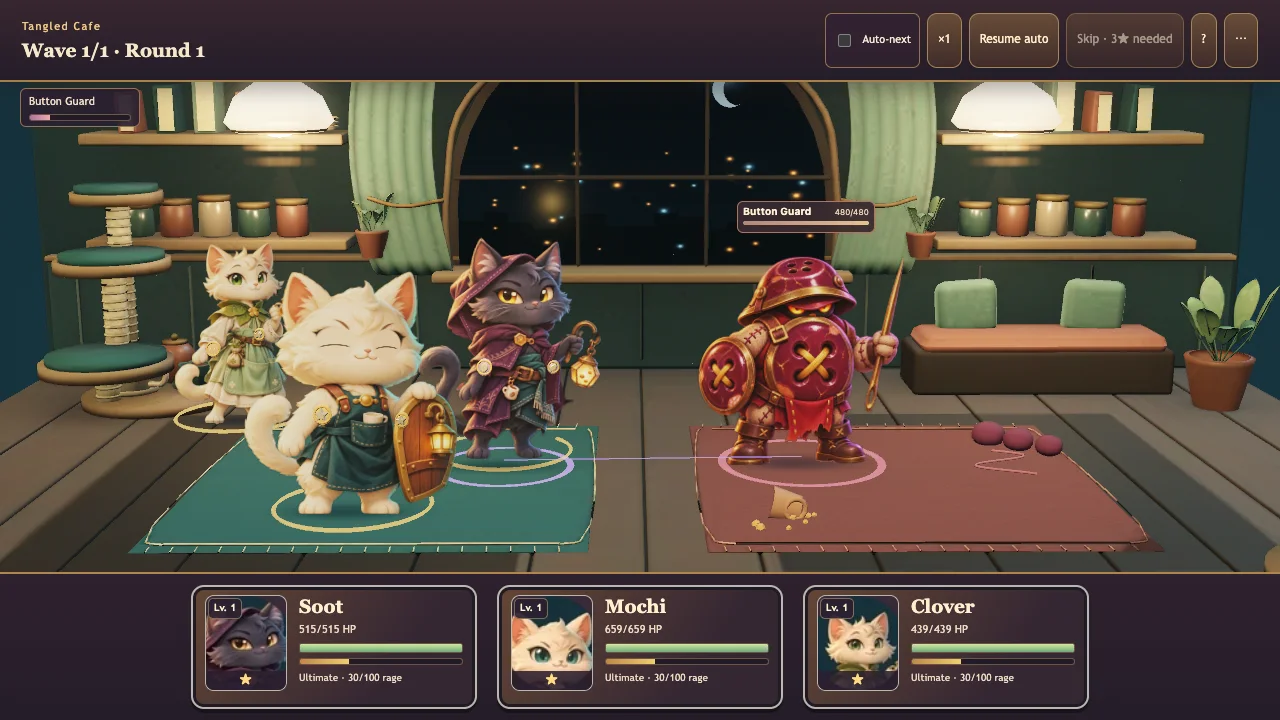 Tangled Cafe
Wave 1/1 · Round 1
Auto-next
×1
Resume auto
Skip · 3★ needed
?
...
Button Guard
Button Guard 480/480
Lv. 1
Soot
515/515 HP
Ultimate · 30/100 rage
Lv. 1
Mochi
659/659 HP
Ultimate · 30/100 rage
Lv. 1
Clover
439/439 HP
Ultimate · 30/100 rage